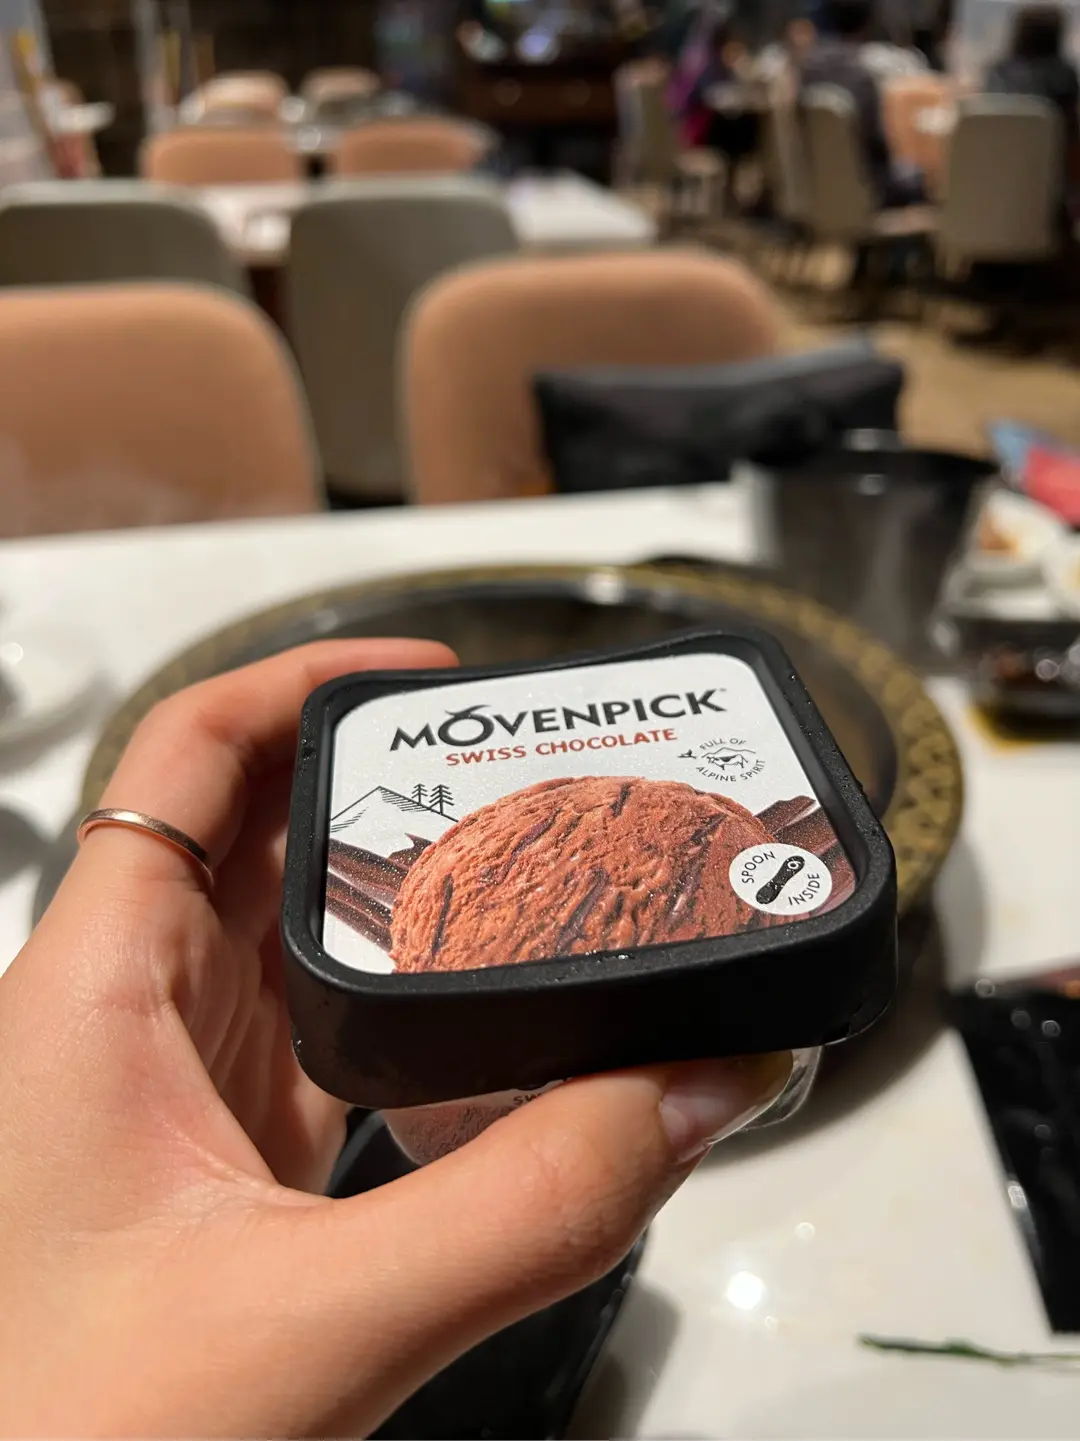 MÖVENPICK
SWISS CHOCOLATE
FULL OF
ALPINE SPIRIT
SPOON
INSIDE